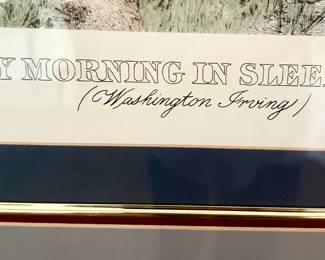 Y MORNING IN SLEE
(Washington Irving)